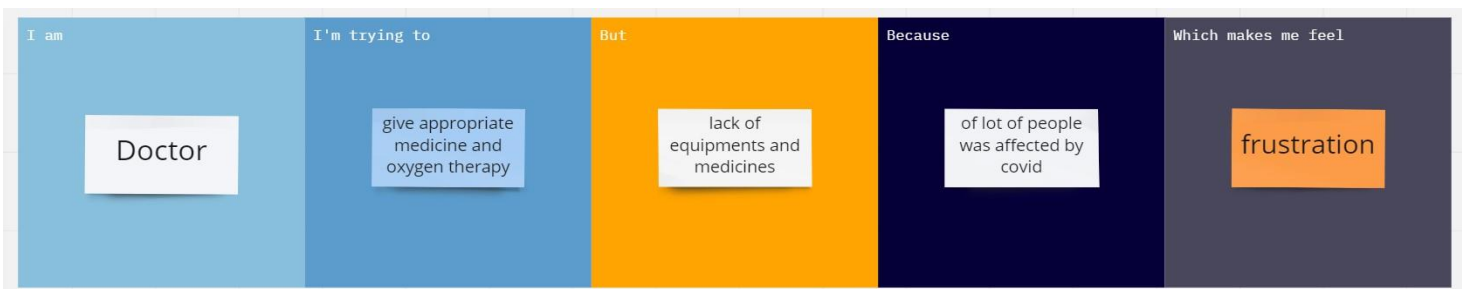 I am
I'm trying to
But
Because
Which makes me feel
Doctor
give appropriate
medicine and
oxygen therapy
lack of
equipments and
medicines
of lot of people
was affected by
covid
frustration